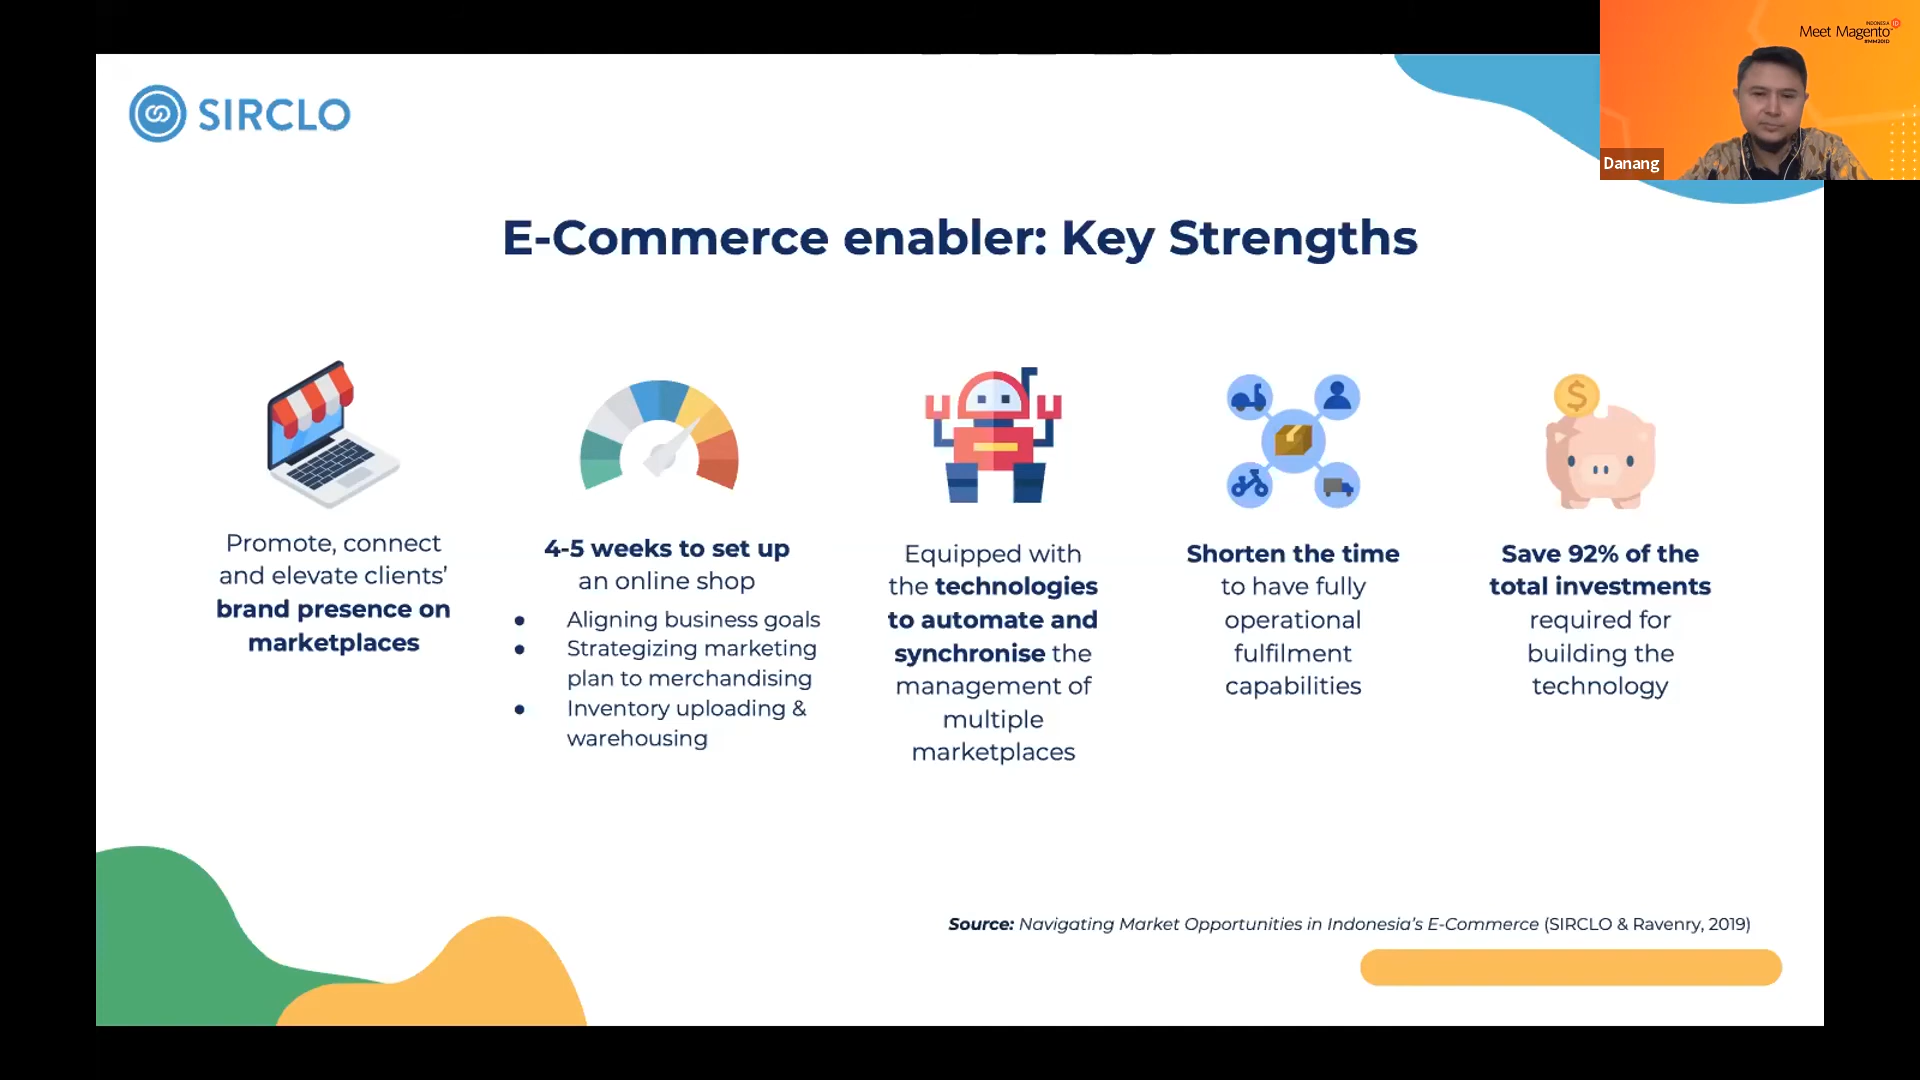 SIRCLO
INDONESIA
Meet Magento
#MM20ID
Danang
E-Commerce enabler: Key Strengths
Promote, connect
and elevate clients’
brand presence on
marketplaces
4-5 weeks to set up
an online shop
● Aligning business goals
● Strategizing marketing
plan to merchandising
● Inventory uploading &
warehousing
Equipped with
the technologies
to automate and
synchronise the
management of
multiple
marketplaces
Shorten the time
to have fully
operational
fulfilment
capabilities
$
Save 92% of the
total investments
required for
building the
technology
Source: Navigating Market Opportunities in Indonesia’s E-Commerce (SIRCLO & Ravenry, 2019)